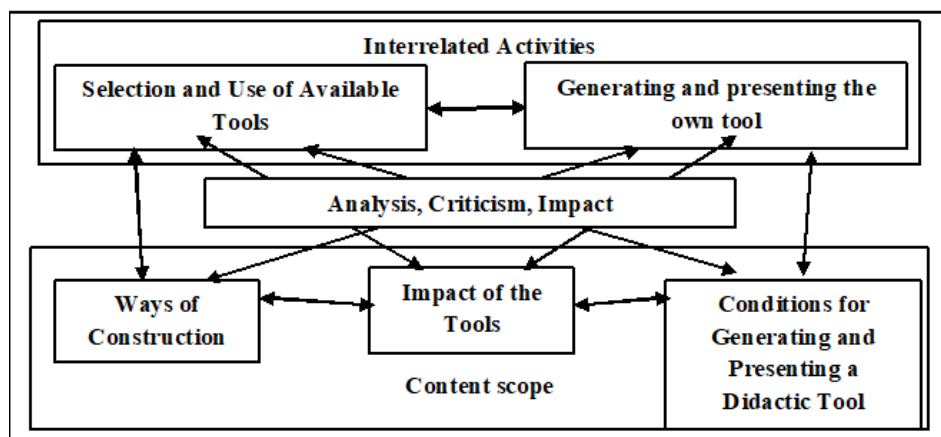 Interrelated Activities
Selection and Use of Available
Tools
Generating and presenting the
own tool
Analysis, Criticism, Impact
Ways of
Construction
Impact of the
Tools
Conditions for
Generating and
Presenting a
Didactic Tool
Content scope